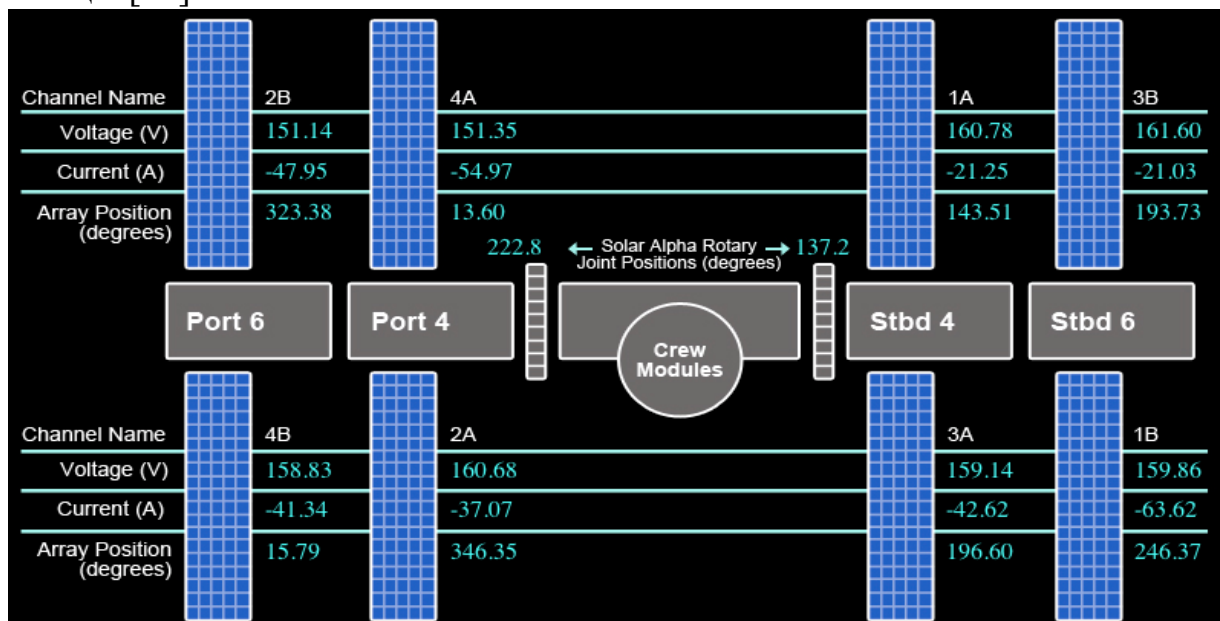 Channel Name 2B 4A 1A 3B
Voltage (V) 151.14 151.35 160.78 161.60
Current (A) -47.95 -54.97 -21.25 -21.03
Array Position (degrees) 323.38 13.60 143.51 193.73
222.8 ← Solar Alpha Rotary → 137.2
Joint Positions (degrees)
Port 6 Port 4 Stbd 4 Stbd 6
Crew
Modules
Channel Name 4B 2A 3A 1B
Voltage (V) 158.83 160.68 159.14 159.86
Current (A) -41.34 -37.07 -42.62 -63.62
Array Position (degrees) 15.79 346.35 196.60 246.37